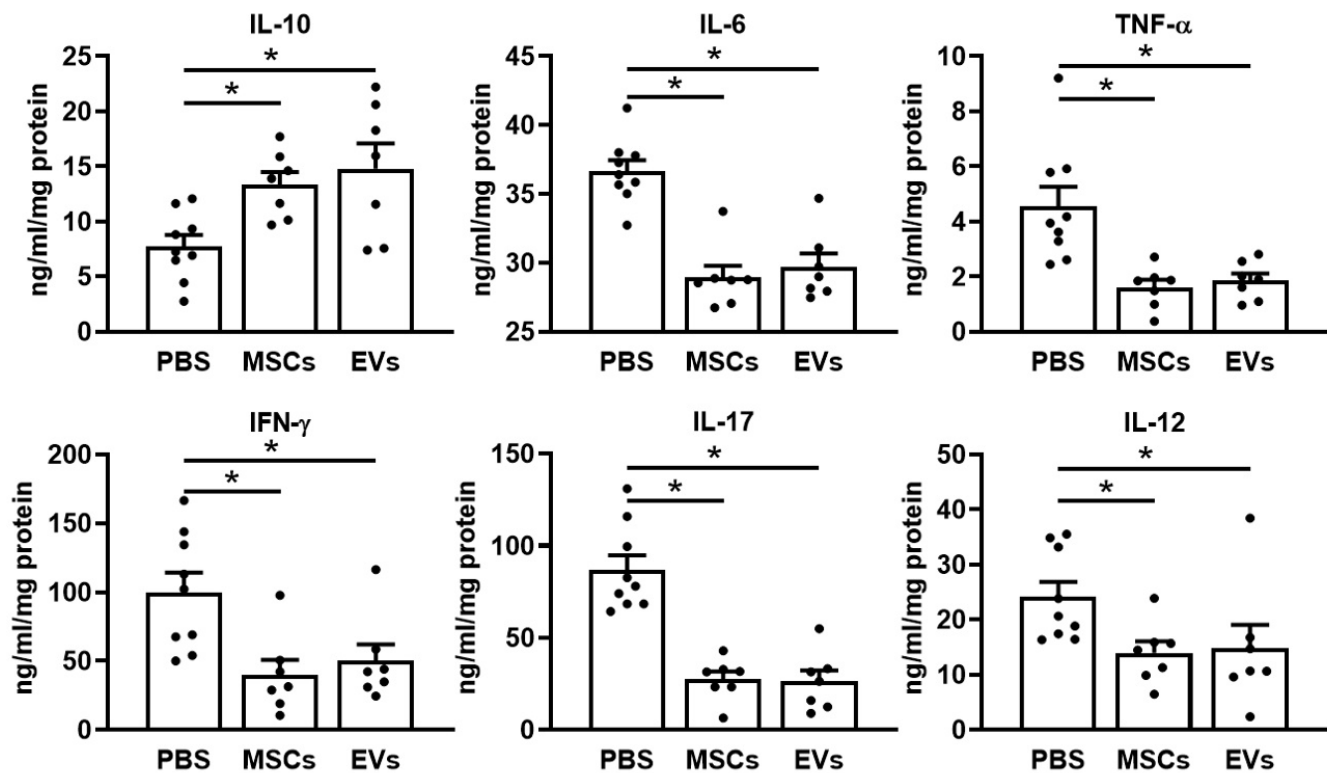 IL-10
25
20
15
10
5
0
ng/ml/mg protein
*
*
PBS MSCs EVs
IL-6
45
40
35
30
25
ng/ml/mg protein
*
*
PBS MSCs EVs
TNF-α
10
8
6
4
2
0
ng/ml/mg protein
*
*
PBS MSCs EVs
IFN-γ
200
150
100
50
0
ng/ml/mg protein
*
*
PBS MSCs EVs
IL-17
150
100
50
0
ng/ml/mg protein
*
*
PBS MSCs EVs
IL-12
50
40
30
20
10
0
ng/ml/mg protein
*
*
PBS MSCs EVs